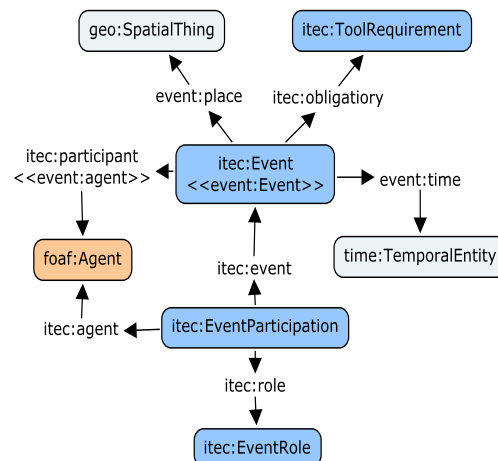 geo:SpatialThing
itec:ToolRequirement
event:place
itec:obligatiory
itec:participant
<<event:agent>>
itec:Event
<<event:Event>>
event:time
foaf:Agent
time:TemporalEntity
itec:event
itec:agent
itec:EventParticipation
itec:role
itec:EventRole